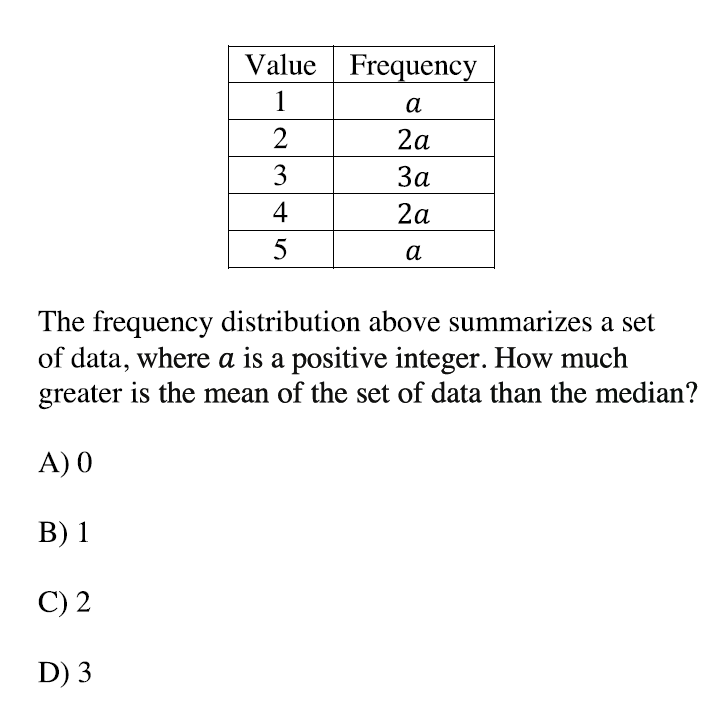 Value Frequency
1 a
2 2a
3 3a
4 2a
5 a
The frequency distribution above summarizes a set
of data, where a is a positive integer. How much
greater is the mean of the set of data than the median?
A) 0
B) 1
C) 2
D) 3